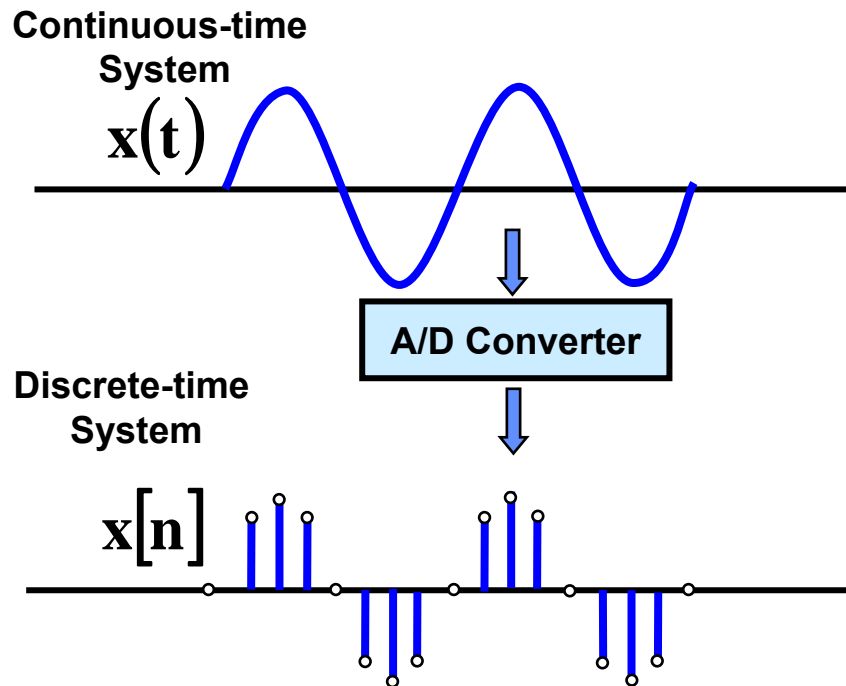 Continuous-time
System
x(t)
A/D Converter
Discrete-time
System
x[n]